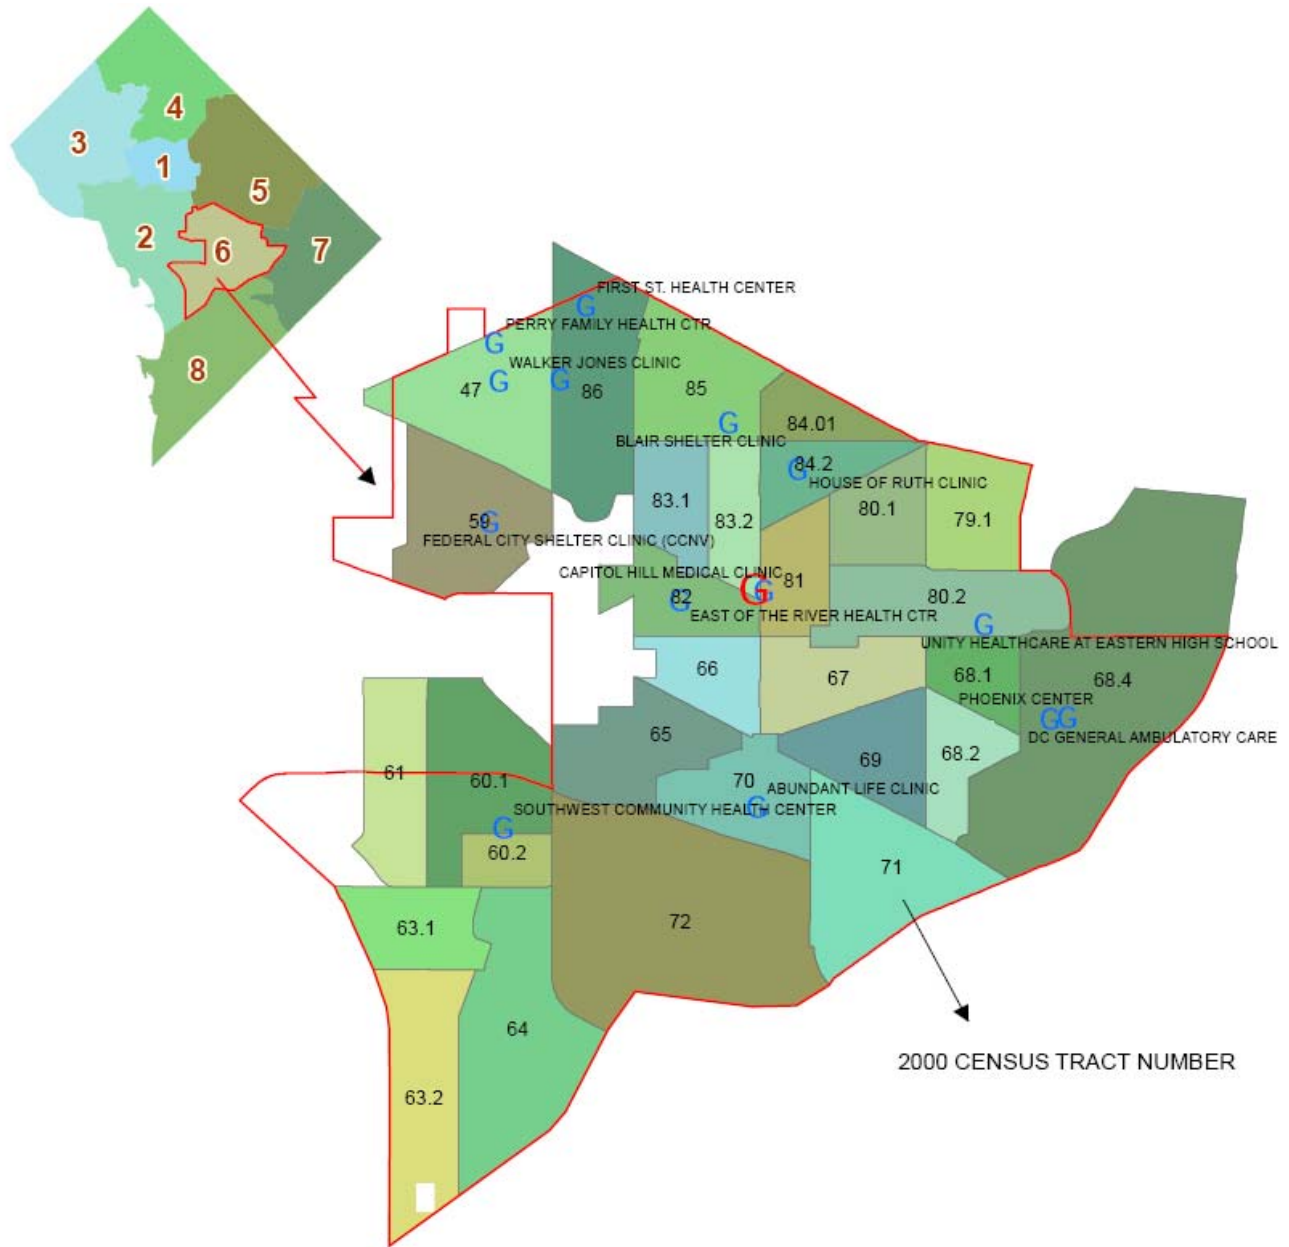 4
3
1
5
2
6
7
8
FIRST ST. HEALTH CENTER
G
PERRY FAMILY HEALTH CTR
G
WALKER JONES CLINIC
47
G
G
86
85
G
84.01
BLAIR SHELTER CLINIC
84.2
G
HOUSE OF RUTH CLINIC
83.1
83.2
80.1
79.1
59
G
FEDERAL CITY SHELTER CLINIC (CCNV)
CAPITOL HILL MEDICAL CLINIC
G
G
81
82
G
80.2
EAST OF THE RIVER HEALTH CTR
G
UNITY HEALTHCARE AT EASTERN HIGH SCHOOL
66
67
68.1
68.4
PHOENIX CENTER
G
G
DC GENERAL AMBULATORY CARE
65
68.2
69
61
60.1
70
ABUNDANT LIFE CLINIC
G
SOUTHWEST COMMUNITY HEALTH CENTER
G
60.2
71
72
63.1
64
2000 CENSUS TRACT NUMBER
63.2